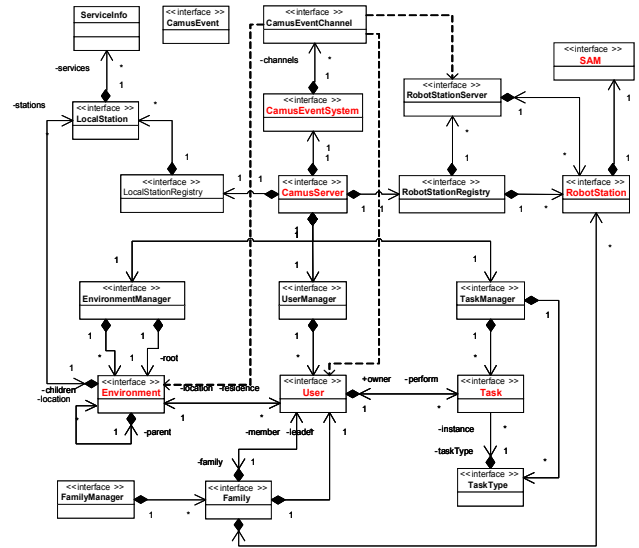 ServiceInfo
<<interface >>
CamusEvent
<<interface >>
CamusEventChannel
<<interface >>
SAM
<<interface >>
RobotStationServer
-services
-channels
-stations
<<interface >>
LocalStation
<<interface >>
CamusEventSystem
<<interface >>
LocalStationRegistry
<<interface >>
CamusServer
<<interface >>
RobotStationRegistry
<<interface >>
RobotStation
<<interface >>
EnvironmentManager
<<interface >>
UserManager
<<interface >>
TaskManager
-root
-children
-location
<<interface >>
Environment
-location
-residence
<<interface >>
User
+owner
-perform
<<interface >>
Task
-parent
-member
-leader
-instance
-family
-taskType
<<interface >>
FamilyManager
<<interface >>
Family
<<interface >>
TaskType